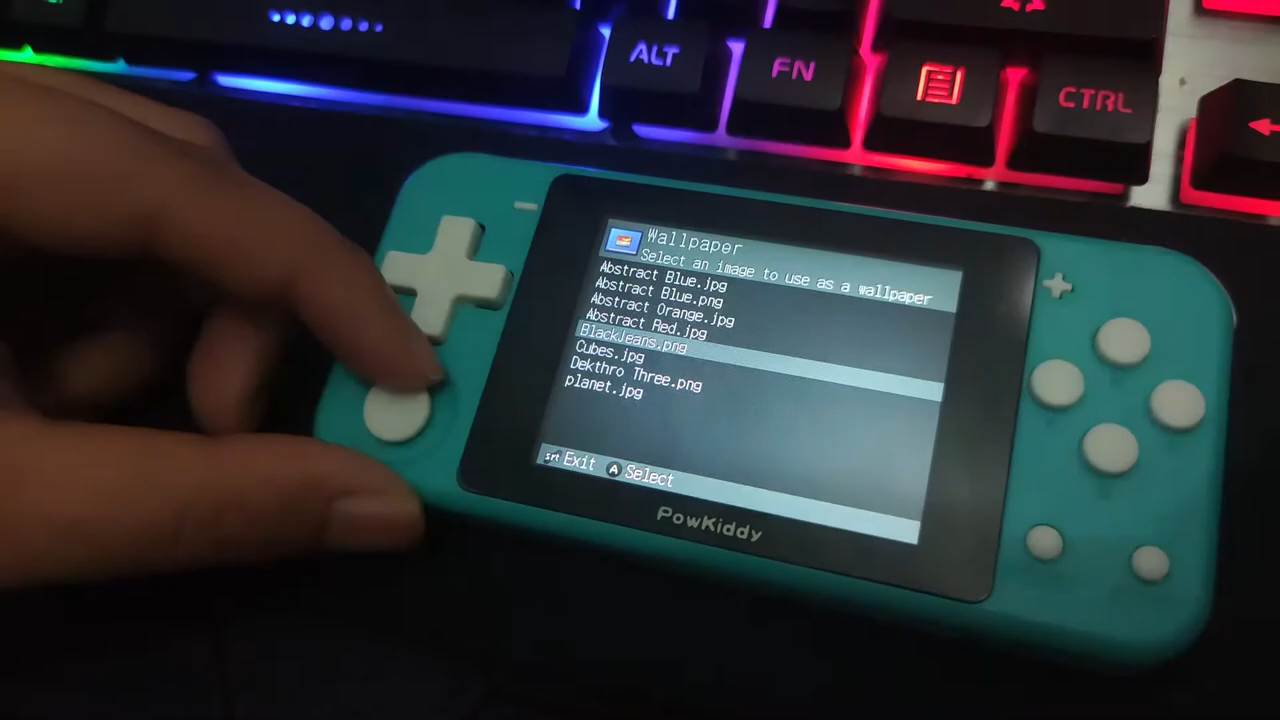 ALT
FN
CTRL
Wallpaper
Select an image to use as a wallpaper
Abstract Blue.jpg
Abstract Blue.png
Abstract Orange.jpg
Abstract Red.jpg
BlackJeans.png
Cubes.jpg
Dekthro Three.png
planet.jpg
srt Exit A Select
PowKiddy